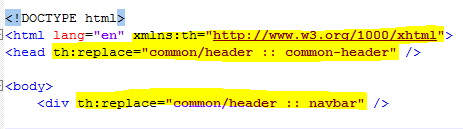 <!DOCTYPE html>
<html lang="en" xmlns:th="http://www.w3.org/1000/xhtml">
<head th:replace="common/header :: common-header" />
<body>
<div th:replace="common/header :: navbar" />